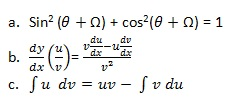 a. Sin² (θ + Ω) + cos²(θ + Ω) = 1
b. dy/dx (u/v) = (v du/dx − u dv/dx)/v²
c. ∫u dv = uv − ∫v du